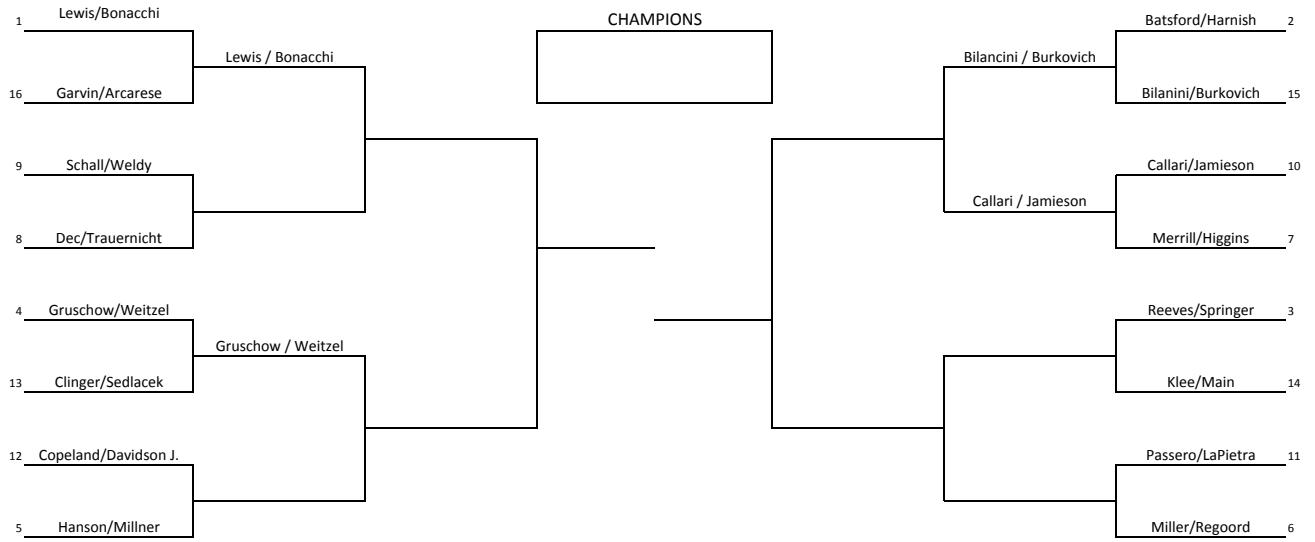 Lewis/Bonacchi
1
CHAMPIONS
Batsford/Harnish
2
Lewis / Bonacchi
Bilancini / Burkovich
16
Garvin/Arcarese
Bilanini/Burkovich
15
9
Schall/Weldy
Callari/Jamieson
10
Callari / Jamieson
8
Dec/Trauernicht
Merrill/Higgins
7
4
Gruschow/Weitzel
Reeves/Springer
3
Gruschow / Weitzel
13
Clinger/Sedlacek
Klee/Main
14
12
Copeland/Davidson J.
Passero/LaPietra
11
5
Hanson/Millner
Miller/Regoord
6